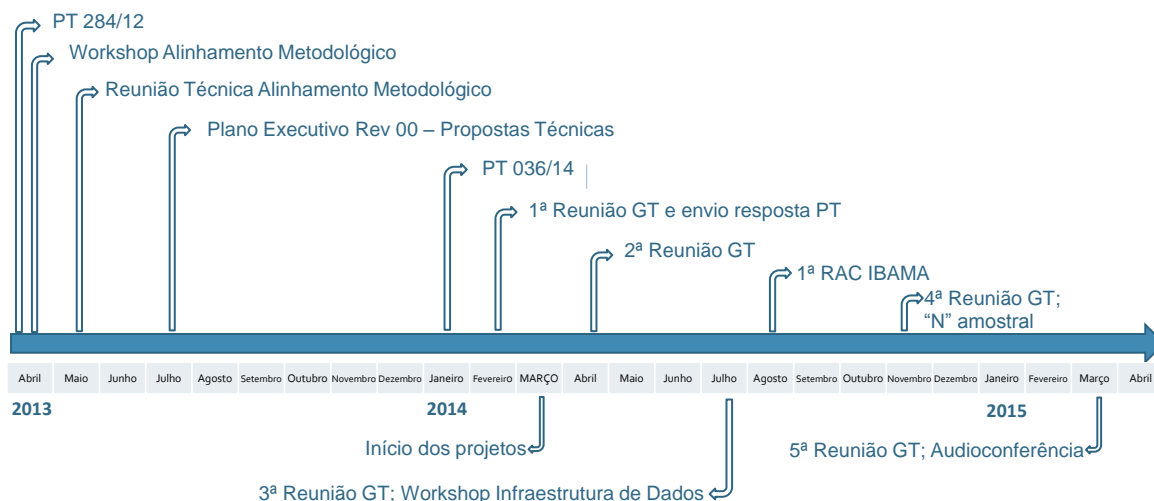 PT 284/12
Workshop Alinhamento Metodológico
Reunião Técnica Alinhamento Metodológico
Plano Executivo Rev 00 – Propostas Técnicas
PT 036/14
1ª Reunião GT e envio resposta PT
2ª Reunião GT
1ª RAC IBAMA
4ª Reunião GT;
“N” amostral
Abril Maio Junho Julho Agosto Setembro Outubro Novembro Dezembro Janeiro Fevereiro MARÇO Abril Maio Junho Julho Agosto Setembro Outubro Novembro Dezembro Janeiro Fevereiro Março Abril
2013 2014 2015
Início dos projetos
5ª Reunião GT; Audioconferência
3ª Reunião GT; Workshop Infraestrutura de Dados